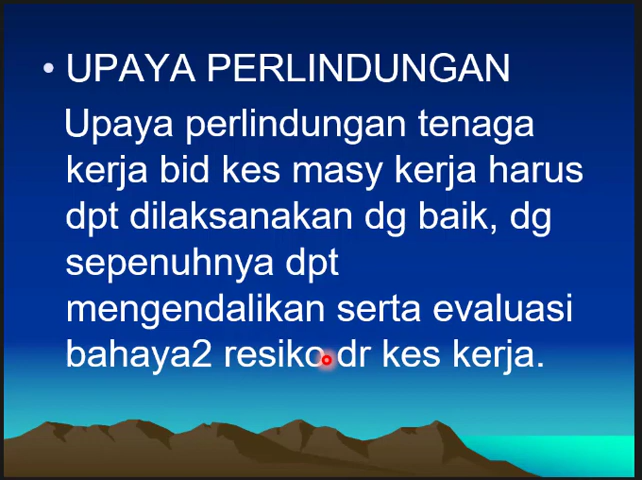 • UPAYA PERLINDUNGAN
Upaya perlindungan tenaga
kerja bid kes masy kerja harus
dpt dilaksanakan dg baik, dg
sepenuhnya dpt
mengendalikan serta evaluasi
bahaya2 resiko dr kes kerja.